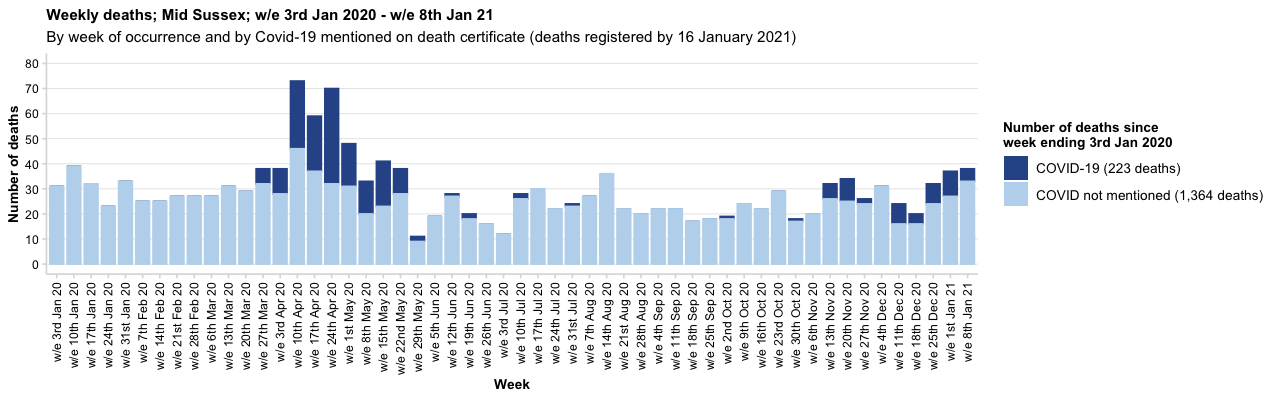 Weekly deaths; Mid Sussex; w/e 3rd Jan 2020 - w/e 8th Jan 21
By week of occurrence and by Covid-19 mentioned on death certificate (deaths registered by 16 January 2021)
Number of deaths
80
70
60
50
40
30
20
10
0
w/e 3rd Jan 20
w/e 10th Jan 20
w/e 17th Jan 20
w/e 24th Jan 20
w/e 31st Jan 20
w/e 7th Feb 20
w/e 14th Feb 20
w/e 21st Feb 20
w/e 28th Feb 20
w/e 6th Mar 20
w/e 13th Mar 20
w/e 20th Mar 20
w/e 27th Mar 20
w/e 3rd Apr 20
w/e 10th Apr 20
w/e 17th Apr 20
w/e 24th Apr 20
w/e 1st May 20
w/e 8th May 20
w/e 15th May 20
w/e 22nd May 20
w/e 29th May 20
w/e 5th Jun 20
w/e 12th Jun 20
w/e 19th Jun 20
w/e 26th Jun 20
w/e 3rd Jul 20
w/e 10th Jul 20
w/e 17th Jul 20
w/e 24th Jul 20
w/e 31st Jul 20
w/e 7th Aug 20
w/e 14th Aug 20
w/e 21st Aug 20
w/e 28th Aug 20
w/e 4th Sep 20
w/e 11th Sep 20
w/e 18th Sep 20
w/e 25th Sep 20
w/e 2nd Oct 20
w/e 9th Oct 20
w/e 16th Oct 20
w/e 23rd Oct 20
w/e 30th Oct 20
w/e 6th Nov 20
w/e 13th Nov 20
w/e 20th Nov 20
w/e 27th Nov 20
w/e 4th Dec 20
w/e 11th Dec 20
w/e 18th Dec 20
w/e 25th Dec 20
w/e 1st Jan 21
w/e 8th Jan 21
Week
Number of deaths since
week ending 3rd Jan 2020
COVID-19 (223 deaths)
COVID not mentioned (1,364 deaths)